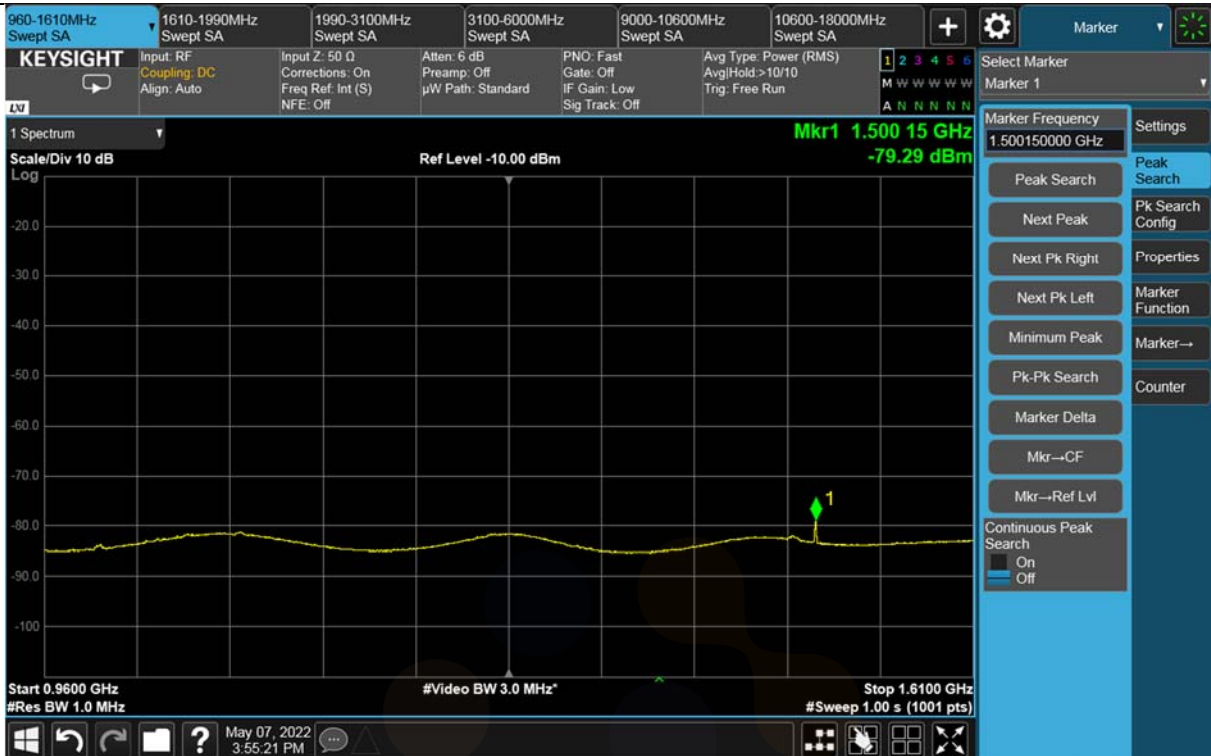 960-1610MHz
Swept SA
1610-1990MHz
Swept SA
1990-3100MHz
Swept SA
3100-6000MHz
Swept SA
9000-10600MHz
Swept SA
10600-18000MHz
Swept SA
+
Marker
KEYSIGHT
LXI
Input: RF
Coupling: DC
Align: Auto
Input Z: 50 Ω
Corrections: On
Freq Ref: Int (S)
NFE: Off
Atten: 6 dB
Preamp: Off
µW Path: Standard
PNO: Fast
Gate: Off
IF Gain: Low
Sig Track: Off
Avg Type: Power (RMS)
Avg|Hold:>10/10
Trig: Free Run
1 2 3 4 5 6
M W W W W W
A N N N N N
Select Marker
Marker 1
1 Spectrum
Scale/Div 10 dB
Log
Ref Level -10.00 dBm
Mkr1 1.500 15 GHz
-79.29 dBm
-20.0
-30.0
-40.0
-50.0
-60.0
-70.0
-80.0
-90.0
-100
1
Start 0.9600 GHz
#Res BW 1.0 MHz
#Video BW 3.0 MHz*
Stop 1.6100 GHz
#Sweep 1.00 s (1001 pts)
Marker Frequency
1.500150000 GHz
Peak Search
Next Peak
Next Pk Right
Next Pk Left
Minimum Peak
Pk-Pk Search
Marker Delta
Mkr→CF
Mkr→Ref Lvl
Continuous Peak
Search
On
Off
Settings
Peak
Search
Pk Search
Config
Properties
Marker
Function
Marker→
Counter
?
May 07, 2022
3:55:21 PM